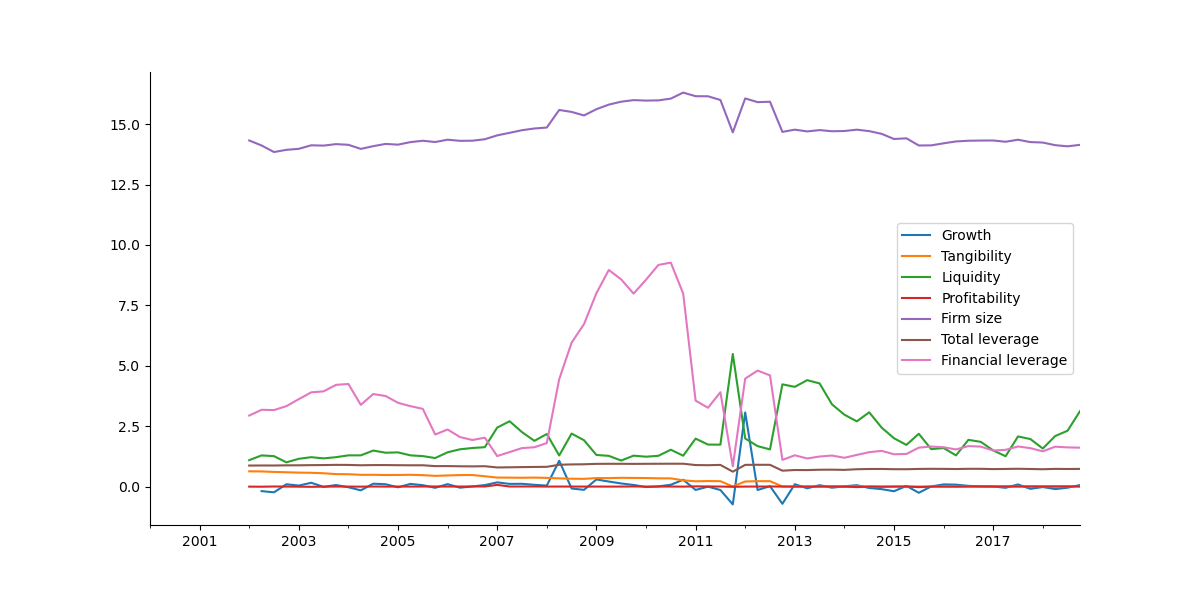 15.0
12.5
10.0
7.5
5.0
2.5
0.0
Growth
Tangibility
Liquidity
Profitability
Firm size
Total leverage
Financial leverage
2001 2003 2005 2007 2009 2011 2013 2015 2017